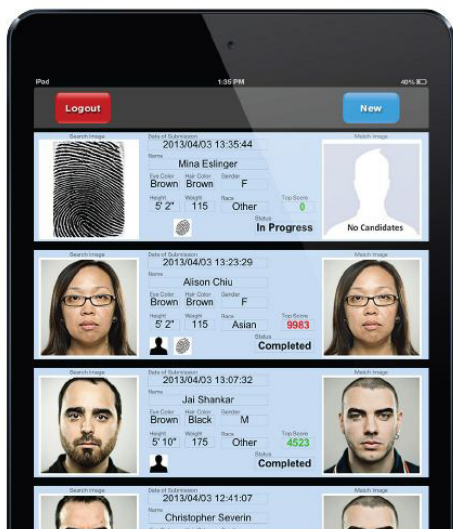 iPad 1:35 PM 40%
Logout New
Search Image Date of Submission Match Image
2013/04/03 13:35:44
Name
Mina Eslinger
Eye Color Hair Color Gender
Brown Brown F
Height Weight Race Top Score
5' 2" 115 Other 0
Status
In Progress No Candidates
Search Image Date of Submission Match Image
2013/04/03 13:23:29
Name
Alison Chiu
Eye Color Hair Color Gender
Brown Brown F
Height Weight Race Top Score
5' 2" 115 Asian 9983
Status
Completed
Search Image Date of Submission Match Image
2013/04/03 13:07:32
Name
Jai Shankar
Eye Color Hair Color Gender
Brown Black M
Height Weight Race Top Score
5' 10" 175 Other 4523
Status
Completed
Search Image Date of Submission Match Image
2013/04/03 12:41:07
Name
Christopher Severin